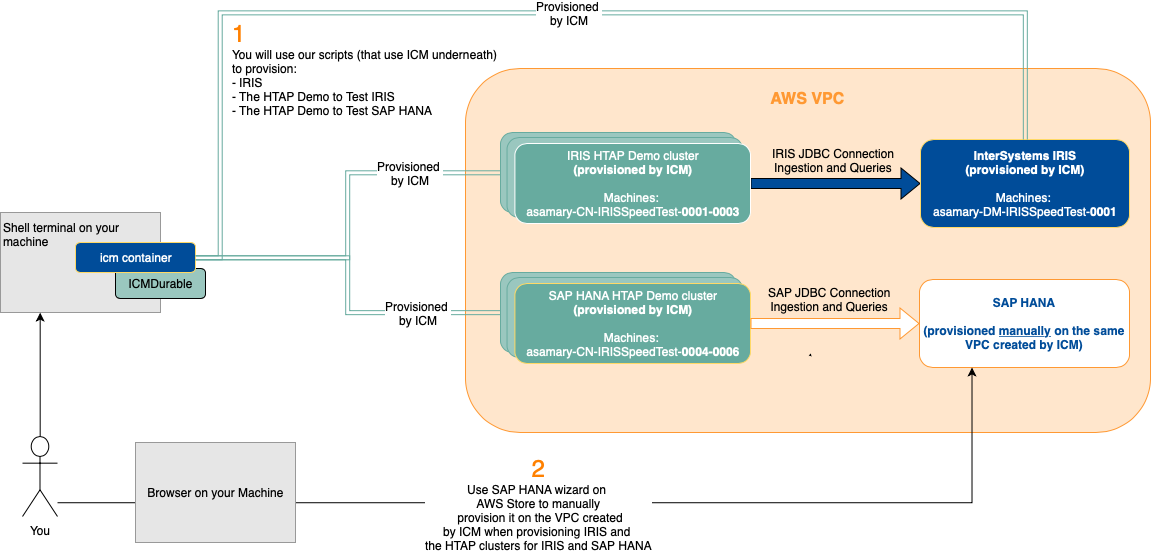 Provisioned
by ICM
1
You will use our scripts (that use ICM underneath)
to provision:
- IRIS
- The HTAP Demo to Test IRIS
- The HTAP Demo to Test SAP HANA
AWS VPC
Provisioned
by ICM
IRIS HTAP Demo cluster
(provisioned by ICM)
Machines:
asamary-CN-IRISSpeedTest-0001-0003
IRIS JDBC Connection
Ingestion and Queries
InterSystems IRIS
(provisioned by ICM)
Machines:
asamary-DM-IRISSpeedTest-0001
Shell terminal on your
machine
icm container
ICMDurable
Provisioned
by ICM
SAP HANA HTAP Demo cluster
(provisioned by ICM)
Machines:
asamary-CN-IRISSpeedTest-0004-0006
SAP JDBC Connection
Ingestion and Queries
SAP HANA
(provisioned manually on the same
VPC created by ICM)
You
Browser on your Machine
2
Use SAP HANA wizard on
AWS Store to manually
provision it on the VPC created
by ICM when provisioning IRIS and
the HTAP clusters for IRIS and SAP HANA